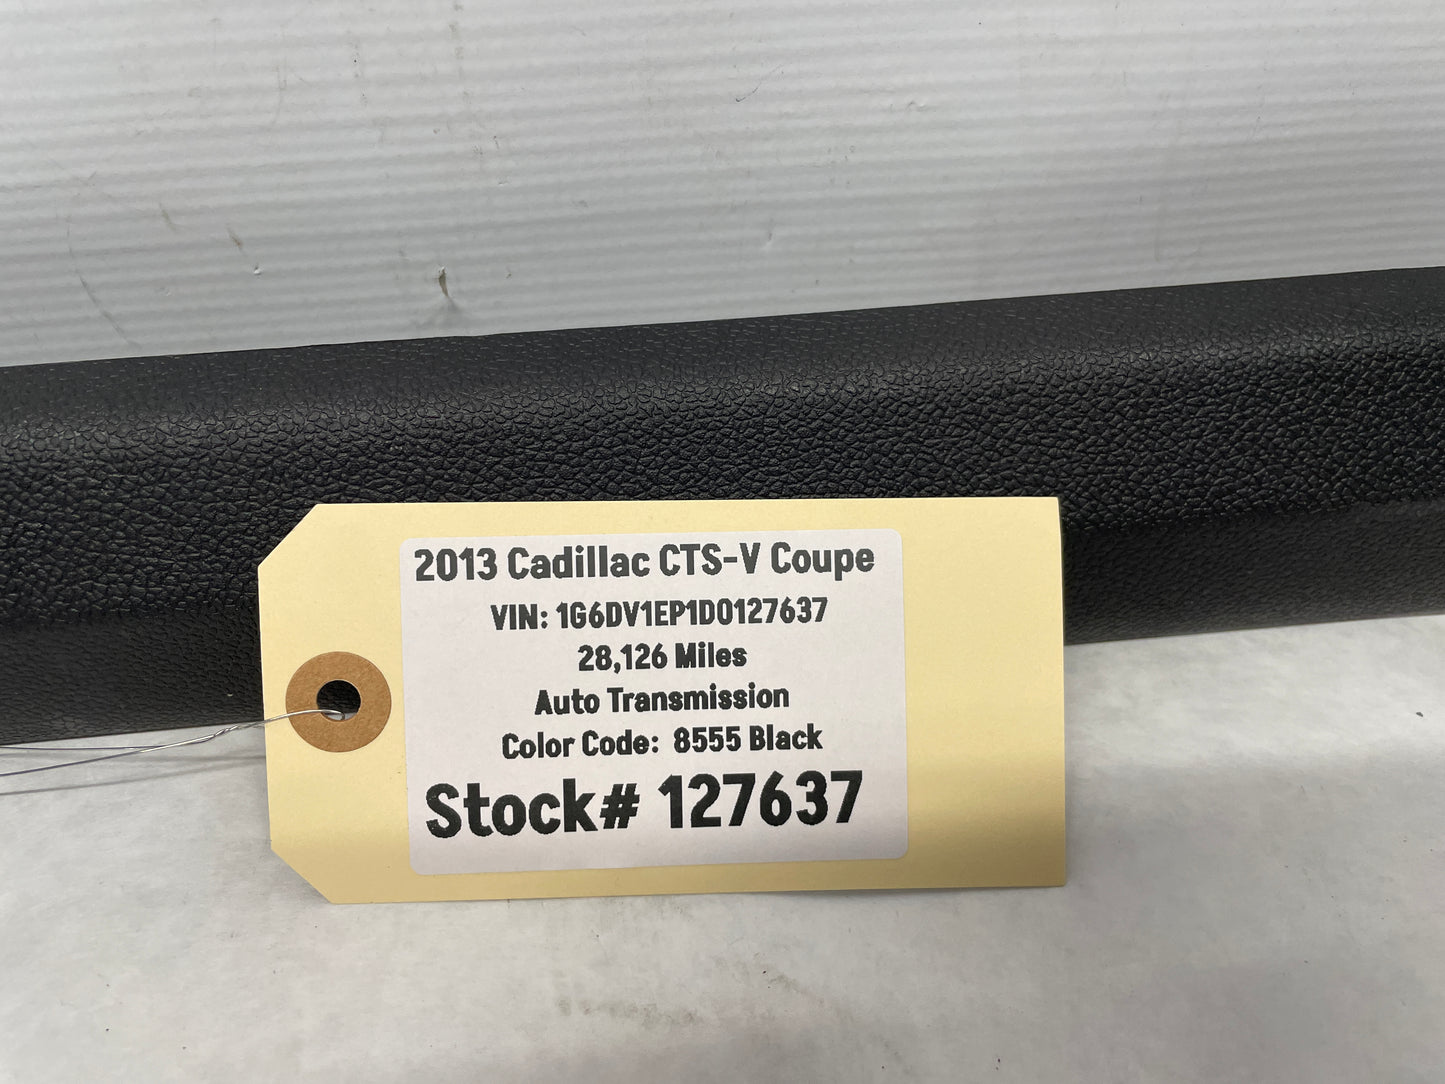 2013 Cadillac CTS-V Coupe
VIN: 1G6DV1EP1D0127637
28,126 Miles
Auto Transmission
Color Code: 8555 Black
Stock# 127637